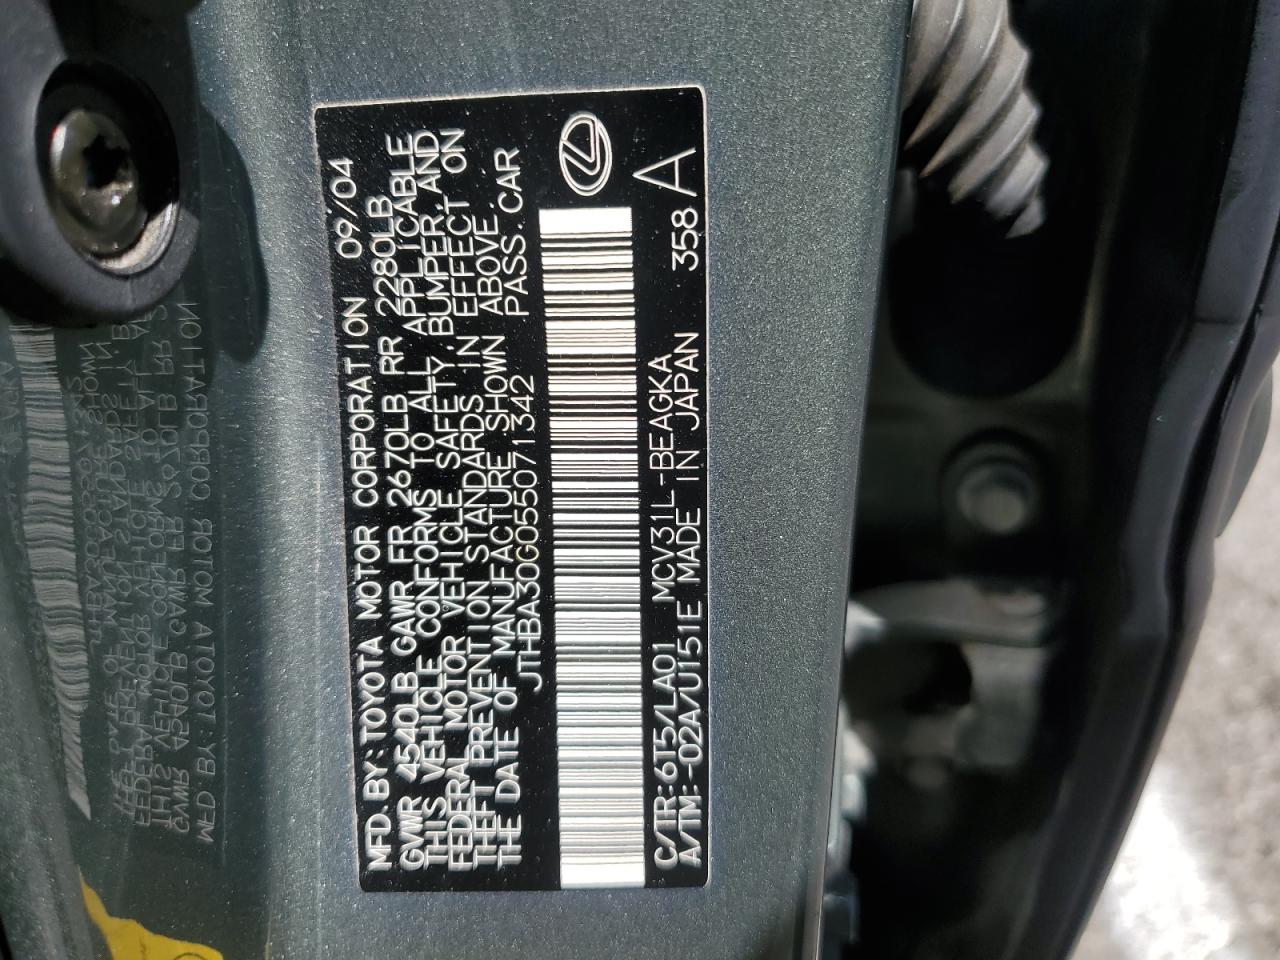 MFD. BY: TOYOTA MOTOR CORPORATION 09/04
GVWR 4540LB GAWR FR 2670LB RR 2280LB
THIS VEHICLE CONFORMS TO ALL APPLICABLE
FEDERAL MOTOR VEHICLE SAFETY, BUMPER, AND
THEFT PREVENTION STANDARDS IN EFFECT ON
THE DATE OF MANUFACTURE SHOWN ABOVE.
JTHBA30G055071342 PASS. CAR
C/TR: 6T5/LA01 MCV31L-BEAGKA
A/TM: -02A/U151E MADE IN JAPAN 358
A